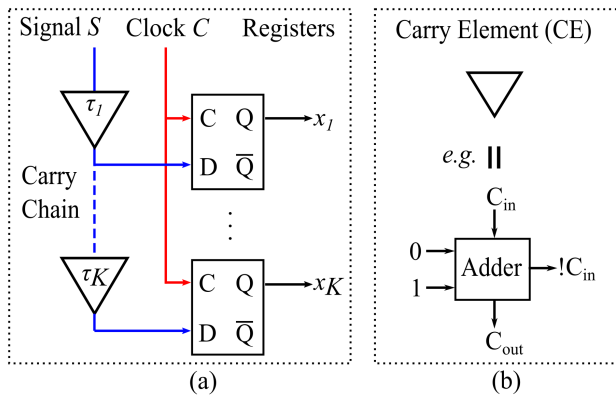 Signal S Clock C Registers
τ1
C Q x1
D Q̅
Carry
Chain
⋮
τK
C Q xK
D Q̅
(a)
Carry Element (CE)
e.g. =
Cin
0
Adder !Cin
1
Cout
(b)